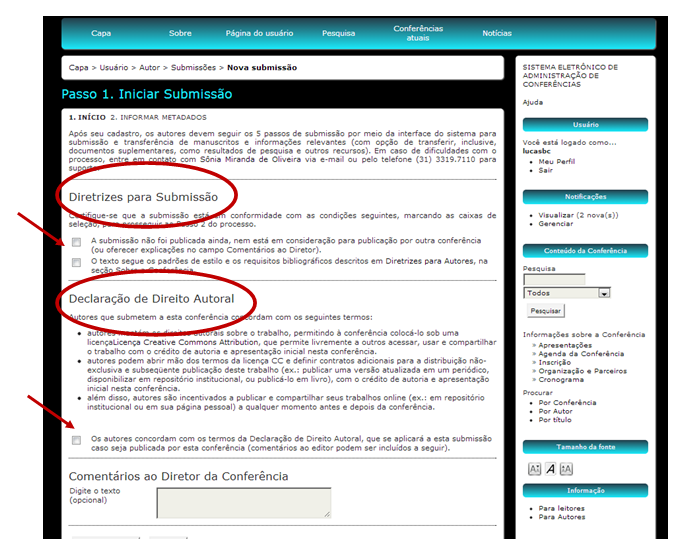 Capa Sobre Página do usuário Pesquisa Conferências atuais Notícias
Capa > Usuário > Autor > Submissões > Nova submissão
Passo 1. Iniciar Submissão
1. INÍCIO 2. INFORMAR METADADOS
Após seu cadastro, os autores devem seguir os 5 passos de submissão por meio da interface do sistema para
submissão e transferência de manuscritos e informações relevantes (com opção de transferir, inclusive,
documentos suplementares, como resultados de pesquisa e outros recursos). Em caso de dificuldades com o
processo, entre em contato com Sônia Miranda de Oliveira via e-mail ou pelo telefone (31) 3319.7110 para
Diretrizes para Submissão
Certifique-se que a submissão está em conformidade com as condições seguintes, marcando as caixas de
seleção, para prosseguir ao Passo 2 do processo.
A submissão não foi publicada ainda, nem está em consideração para publicação por outra conferência
(ou oferecer explicações no campo Comentários ao Diretor).
O texto segue os padrões de estilo e os requisitos bibliográficos descritos em Diretrizes para Autores, na
seção Sobre a Conferência.
Declaração de Direito Autoral
Autores que submetem a esta conferência concordam com os seguintes termos:
autores mantém os direitos autorais sobre o trabalho, permitindo à conferência colocá-lo sob uma
licençaLicença Creative Commons Attribution, que permite livremente a outros acessar, usar e compartilhar
o trabalho com o crédito de autoria e apresentação inicial nesta conferência.
autores podem abrir mão dos termos da licença CC e definir contratos adicionais para a distribuição não-
exclusiva e subseqüente publicação deste trabalho (ex.: publicar uma versão atualizada em um periódico,
disponibilizar em repositório institucional, ou publicá-lo em livro), com o crédito de autoria e apresentação
inicial nesta conferência.
além disso, autores são incentivados a publicar e compartilhar seus trabalhos online (ex.: em repositório
institucional ou em sua página pessoal) a qualquer momento antes e depois da conferência.
Os autores concordam com os termos da Declaração de Direito Autoral, que se aplicará a esta submissão
caso seja publicada por esta conferência (comentários ao editor podem ser incluídos a seguir).
Comentários ao Diretor da Conferência
Digite o texto
(opcional)
SISTEMA ELETRÔNICO DE
ADMINISTRAÇÃO DE
CONFERÊNCIAS
Ajuda
Usuário
Você está logado como...
lucasbc
Meu Perfil
Sair
Notificações
Visualizar (2 nova(s))
Gerenciar
Conteúdo da Conferência
Pesquisa
Todos
Pesquisar
Informações sobre a Conferência
» Apresentações
» Agenda da Conferência
» Inscrição
» Organização e Parceiros
» Cronograma
Procurar
Por Conferência
Por Autor
Por título
Tamanho da fonte
A A A
Informação
Para leitores
Para Autores